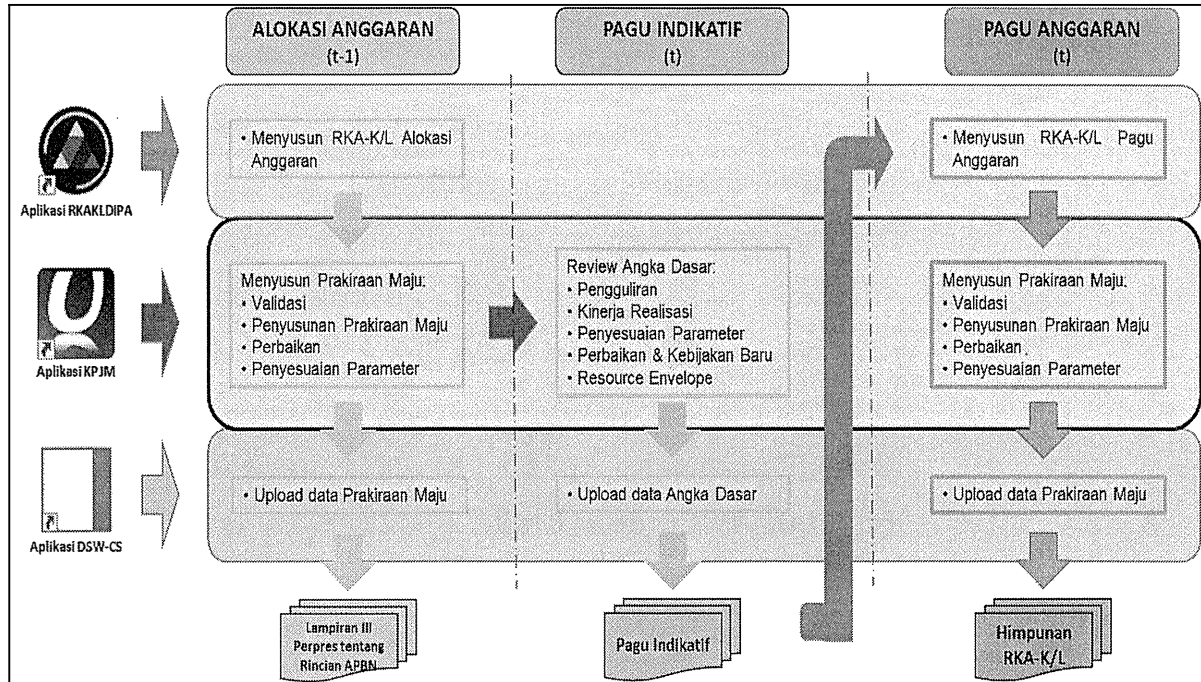 ALOKASI ANGGARAN
(t-1)
PAGU INDIKATIF
(t)
PAGU ANGGARAN
(t)
Aplikasi RKAKLDIPA
• Menyusun RKA-K/L Alokasi
Anggaran
• Menyusun RKA-K/L Pagu
Anggaran
Aplikasi KPJM
Menyusun Prakiraan Maju:
• Validasi
• Penyusunan Prakiraan Maju
• Perbaikan
• Penyesuaian Parameter
Review Angka Dasar:
• Pengguliran
• Kinerja Realisasi
• Penyesuaian Parameter
• Perbaikan & Kebijakan Baru
• Resource Envelope
Menyusun Prakiraan Maju:
• Validasi
• Penyusunan Prakiraan Maju
• Perbaikan
• Penyesuaian Parameter
Aplikasi DSW-CS
• Upload data Prakiraan Maju
• Upload data Angka Dasar
• Upload data Prakiraan Maju
Lampiran III
Perpres tentang
Rincian APBN
Pagu Indikatif
Himpunan
RKA-K/L